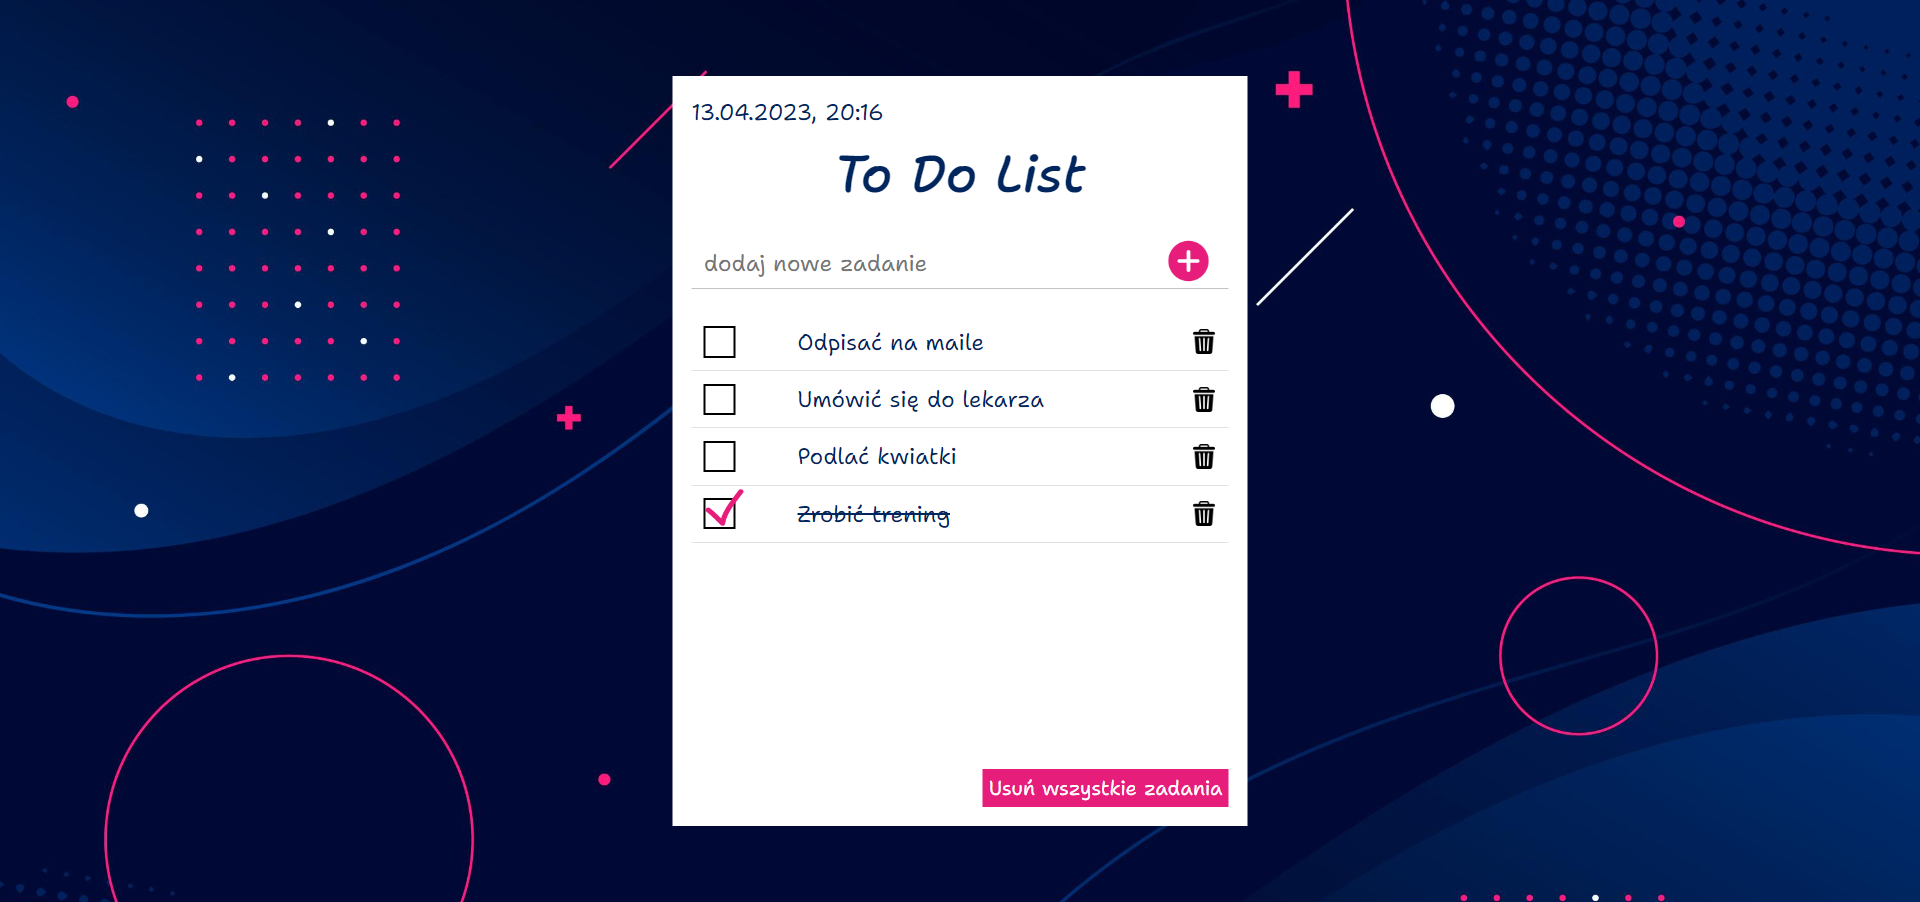 13.04.2023, 20:16
To Do List
dodaj nowe zadanie
Odpisać na maile
Umówić się do lekarza
Podlać kwiatki
Zrobić trening
Usuń wszystkie zadania